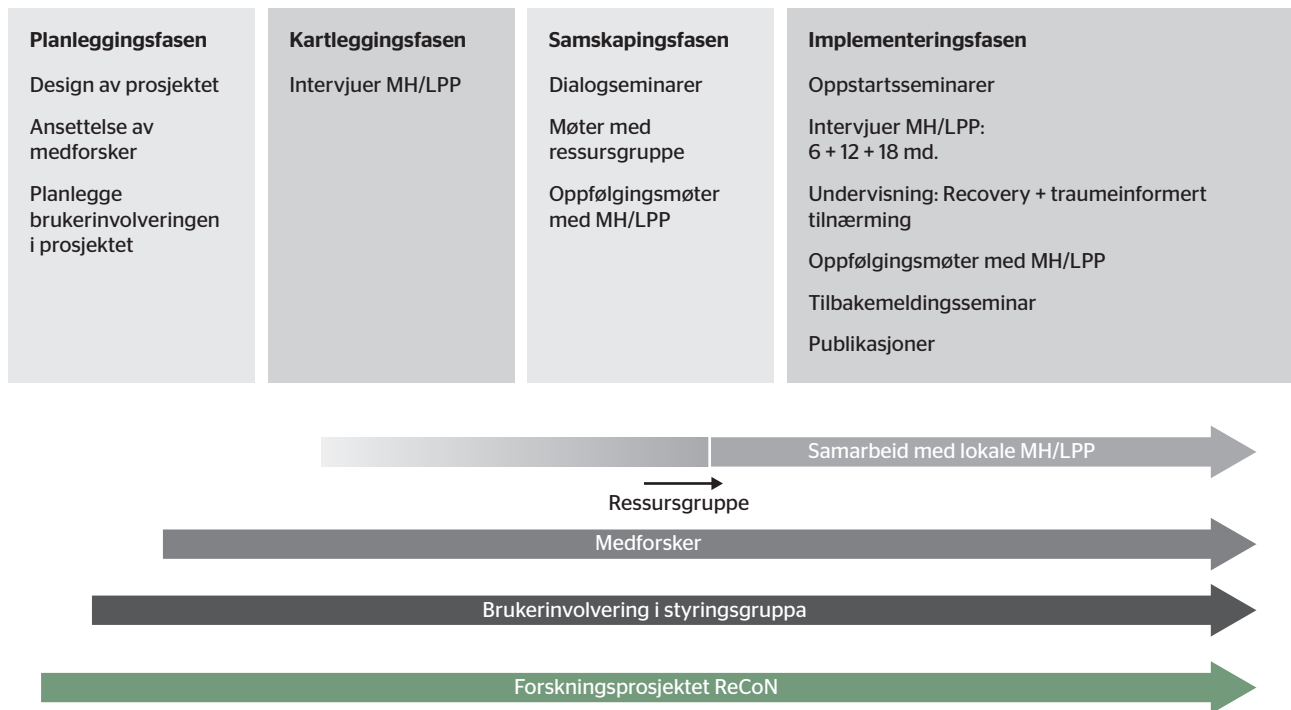 Planleggingsfasen
Design av prosjektet
Ansettelse av
medforsker
Planlegge
brukerinvolveringen
i prosjektet
Kartleggingsfasen
Intervjuer MH/LPP
Samskapingsfasen
Dialogseminarer
Møter med
ressursgruppe
Oppfølgingsmøter
med MH/LPP
Implementeringsfasen
Oppstartsseminarer
Intervjuer MH/LPP:
6 + 12 + 18 md.
Undervisning: Recovery + traumeinformert
tilnærming
Oppfølgingsmøter med MH/LPP
Tilbakemeldingsseminar
Publikasjoner
Samarbeid med lokale MH/LPP
Ressursgruppe
Medforsker
Brukerinvolvering i styringsgruppa
Forskningsprosjektet ReCoN